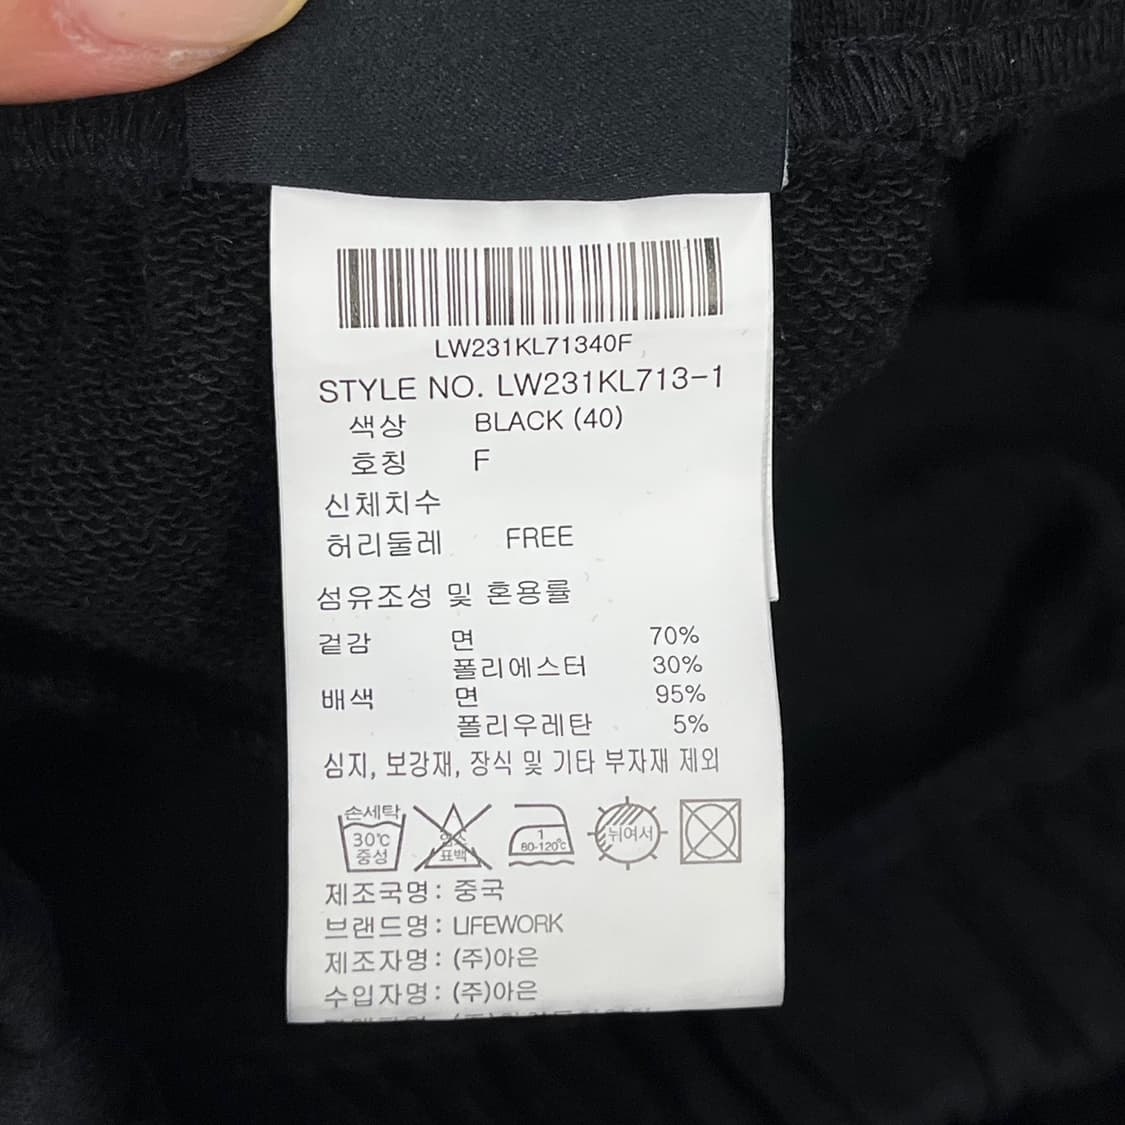 LW231KL71340F
STYLE NO. LW231KL713-1
색상 BLACK (40)
호칭 F
신체치수
허리둘레 FREE
섬유조성 및 혼용률
겉감 면 70%
폴리에스터 30%
배색 면 95%
폴리우레탄 5%
심지, 보강재, 장식 및 기타 부자재 제외
손세탁
30℃
중성
염소
표백
1
80-120℃
뉘여서
제조국명: 중국
브랜드명: LIFEWORK
제조자명: (주)아은
수입자명: (주)아은